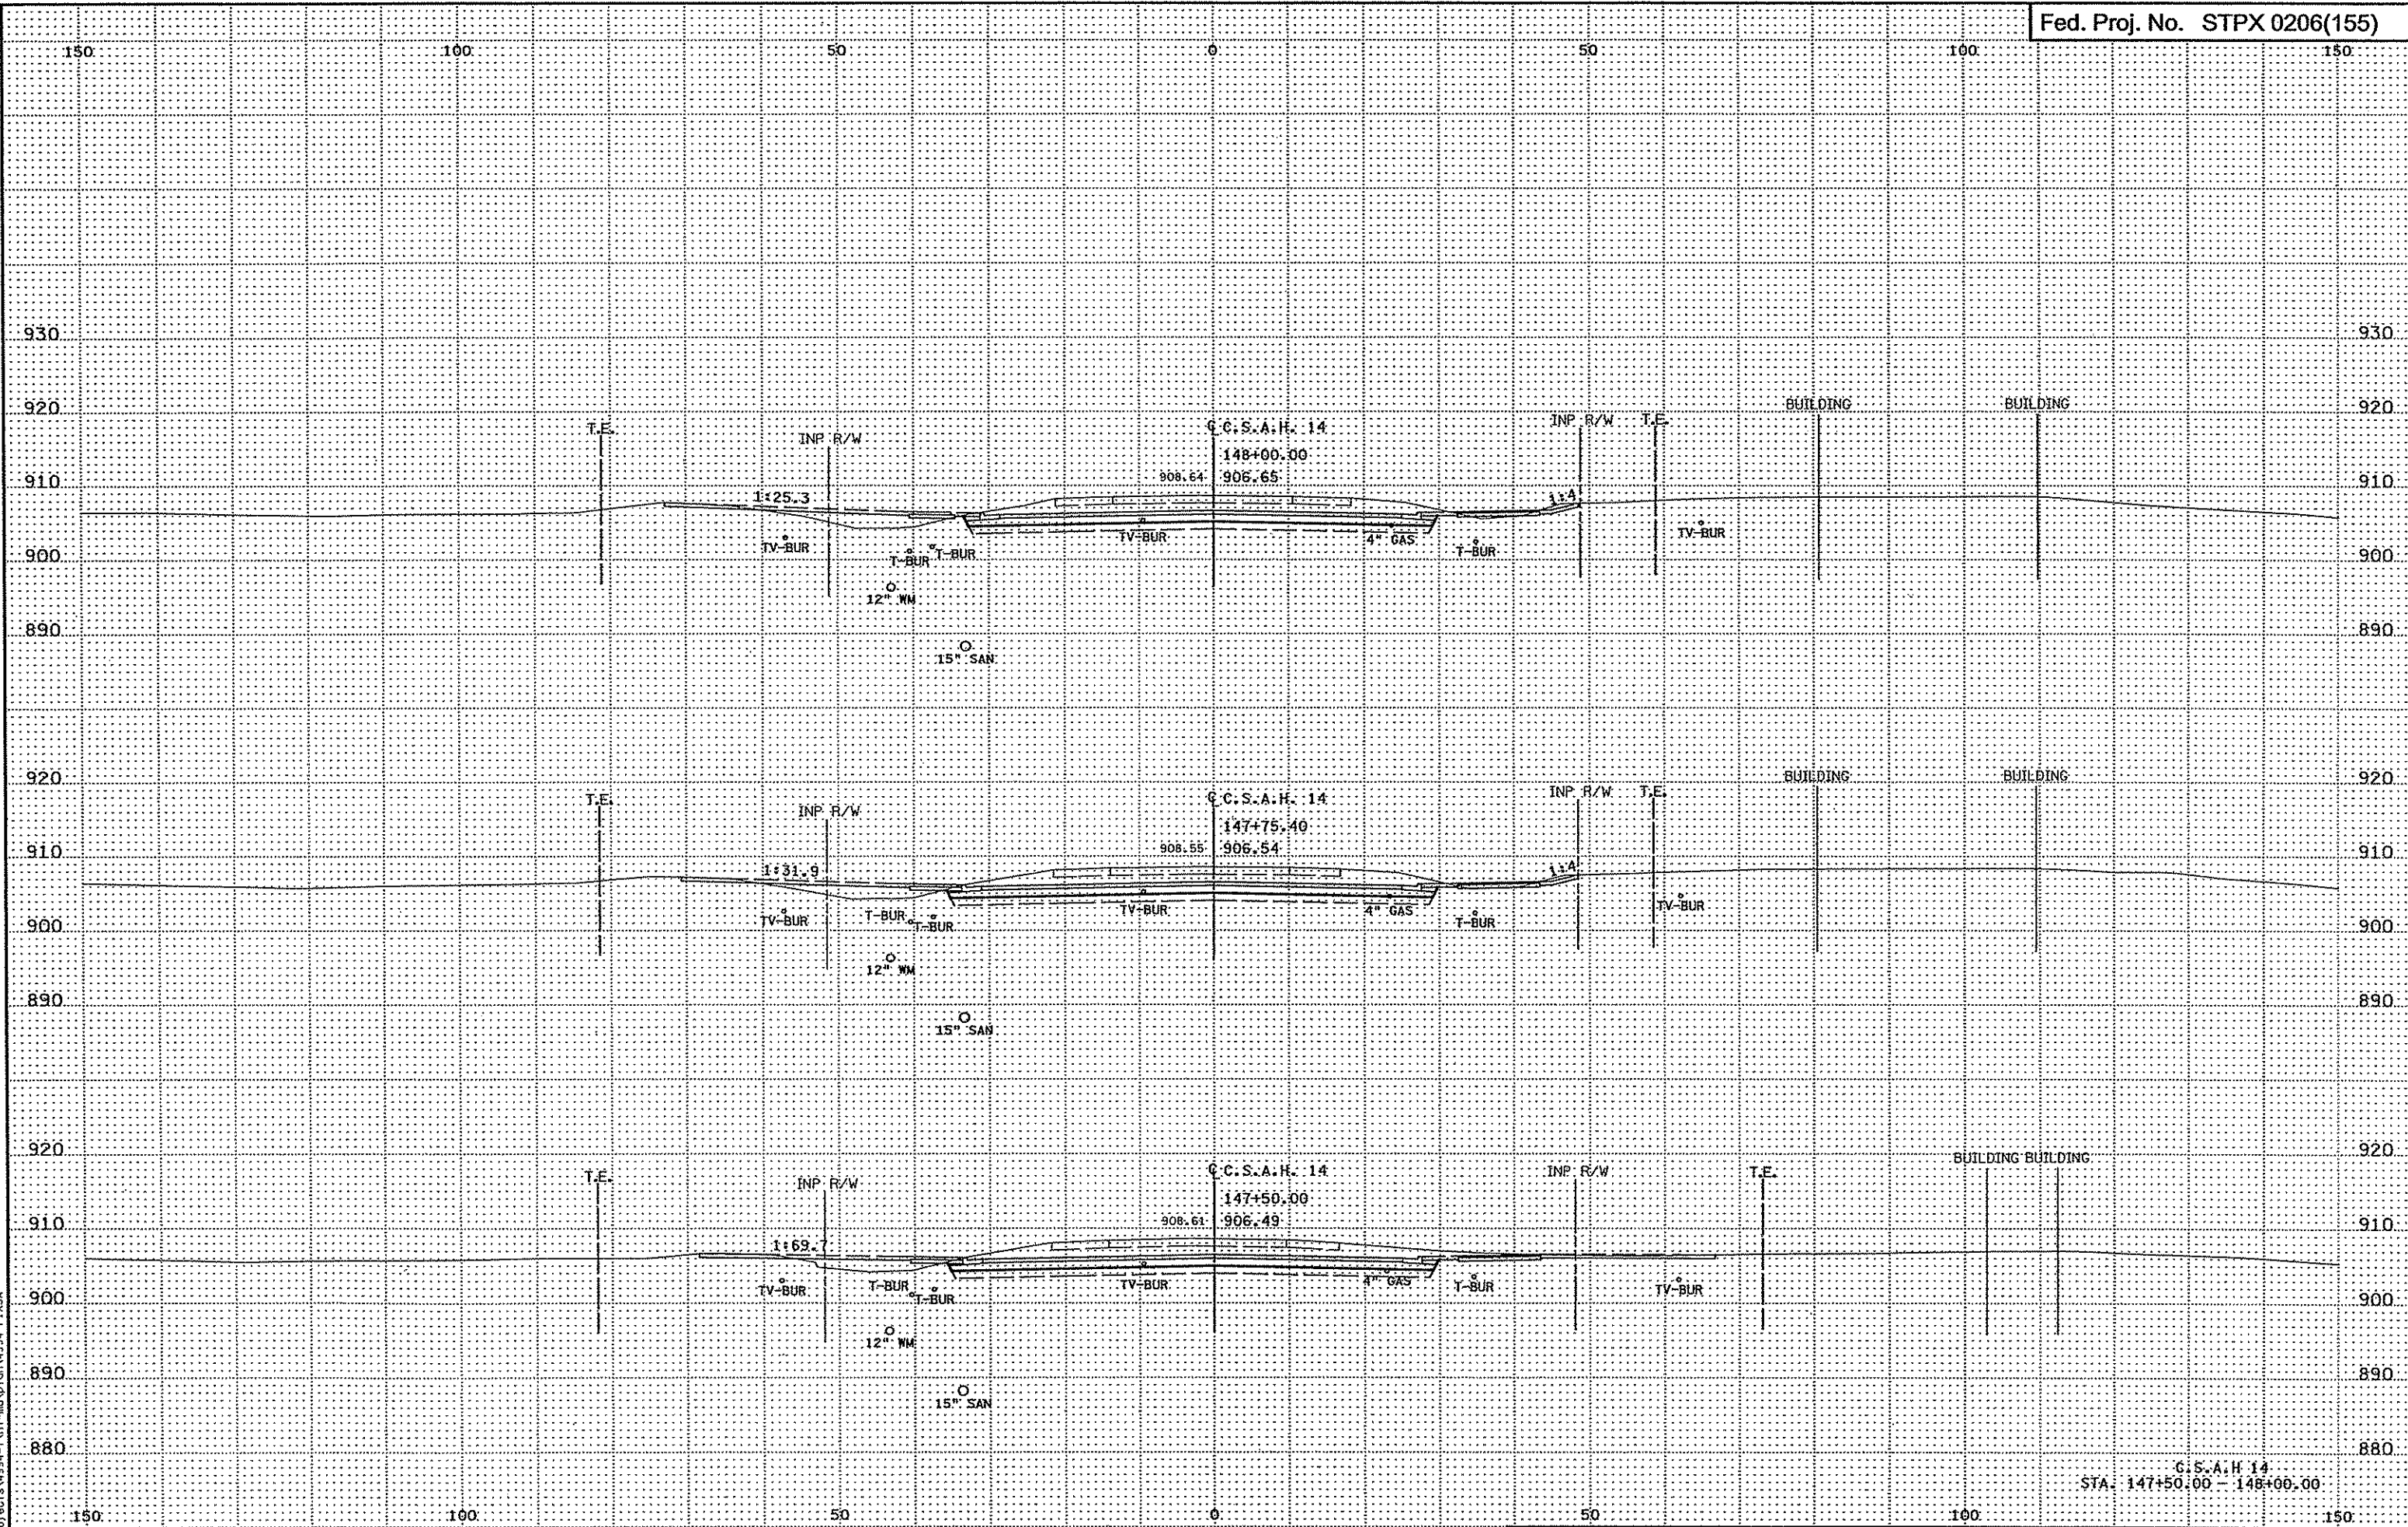 Fed. Proj. No. STPX 0206(155)
150 100 50 0 50 100 150
930 930
920 920
BUILDING BUILDING
T.E. INP R/W ℄ C.S.A.H. 14 INP R/W T.E.
148+00.00
908.64 906.65
910 910
1:25.3 1:4
TV-BUR T-BUR T-BUR TV-BUR 4" GAS T-BUR TV-BUR
900 900
12" WM
890 890
15" SAN
920 920
BUILDING BUILDING
T.E. INP R/W ℄ C.S.A.H. 14 INP R/W T.E.
147+75.40
908.55 906.54
910 910
1:31.9 1:4
TV-BUR T-BUR T-BUR TV-BUR 4" GAS T-BUR TV-BUR
900 900
12" WM
890 890
15" SAN
920 920
BUILDING BUILDING
T.E. INP R/W ℄ C.S.A.H. 14 INP R/W T.E.
147+50.00
908.61 906.49
910 910
1:69.7
TV-BUR T-BUR T-BUR TV-BUR 4" GAS T-BUR TV-BUR
900 900
12" WM
890 890
15" SAN
880 880
C.S.A.H 14
STA. 147+50.00 - 148+00.00
150 100 50 0 50 100 150